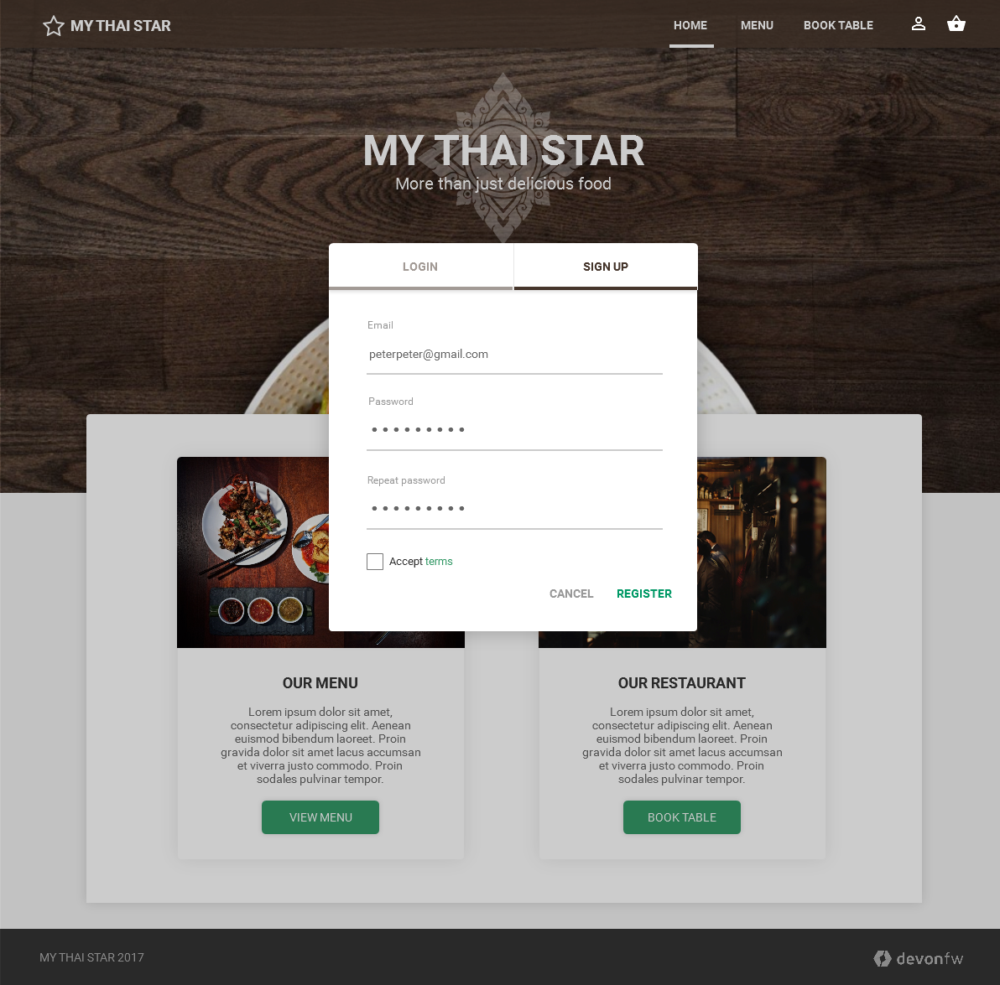 MY THAI STAR
HOME
MENU
BOOK TABLE
MY THAI STAR
More than just delicious food
LOGIN
SIGN UP
Email
peterpeter@gmail.com
Password
•••••••••
Repeat password
•••••••••
Accept terms
CANCEL
REGISTER
OUR MENU
Lorem ipsum dolor sit amet,
consectetur adipiscing elit. Aenean
euismod bibendum laoreet. Proin
gravida dolor sit amet lacus accumsan
et viverra justo commodo. Proin
sodales pulvinar tempor.
VIEW MENU
OUR RESTAURANT
Lorem ipsum dolor sit amet,
consectetur adipiscing elit. Aenean
euismod bibendum laoreet. Proin
gravida dolor sit amet lacus accumsan
et viverra justo commodo. Proin
sodales pulvinar tempor.
BOOK TABLE
MY THAI STAR 2017
devonfw